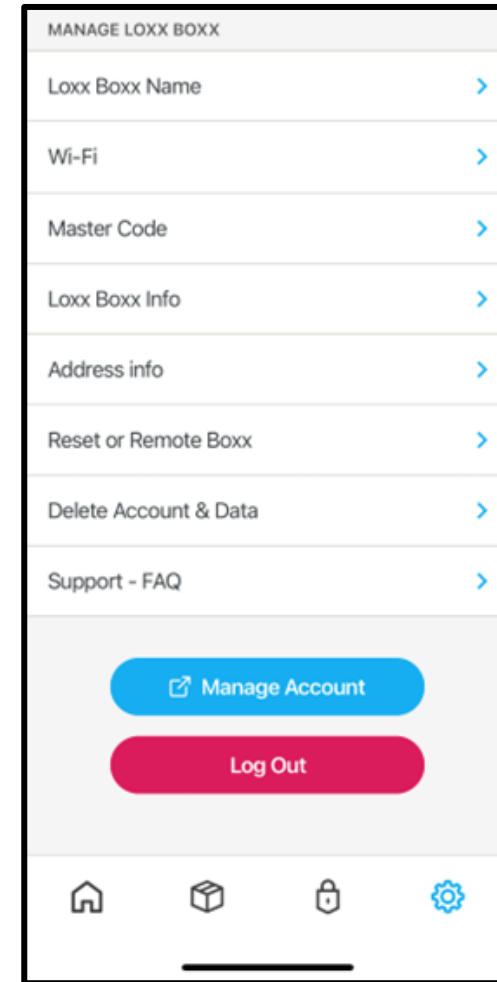 MANAGE LOXX BOXX
Loxx Boxx Name
Wi-Fi
Master Code
Loxx Boxx Info
Address info
Reset or Remote Boxx
Delete Account & Data
Support - FAQ
Manage Account
Log Out